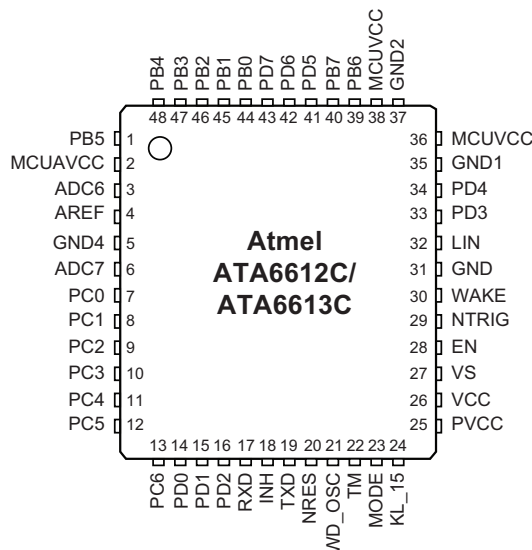 PB4 PB3 PB2 PB1 PB0 PD7 PD6 PD5 PB7 PB6 MCUVCC GND2
48 47 46 45 44 43 42 41 40 39 38 37
PB5 1
MCUAVCC 2
ADC6 3
AREF 4
GND4 5
ADC7 6
PC0 7
PC1 8
PC2 9
PC3 10
PC4 11
PC5 12
Atmel
ATA6612C/
ATA6613C
36 MCUVCC
35 GND1
34 PD4
33 PD3
32 LIN
31 GND
30 WAKE
29 NTRIG
28 EN
27 VS
26 VCC
25 PVCC
13 14 15 16 17 18 19 20 21 22 23 24
PC6 PD0 PD1 PD2 RXD INH TXD NRES WD_OSC TM MODE KL_15